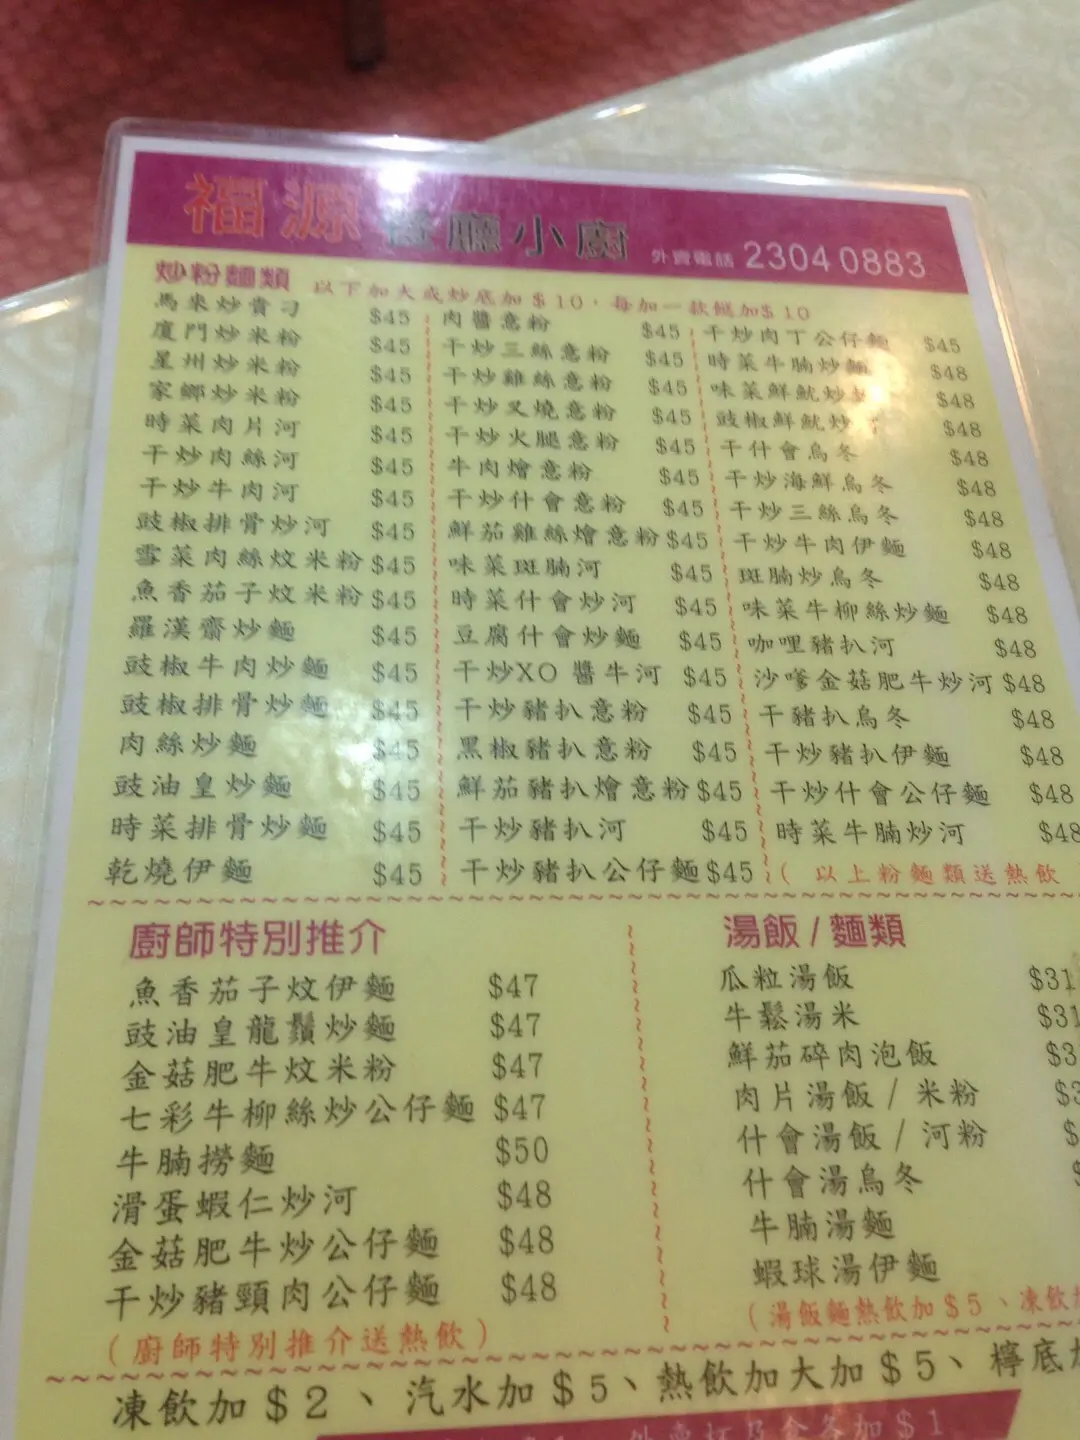 福源餐廳小廚 外賣電話 2304 0883
炒粉麵類 以下加大或炒底加$10，每加一款餸加$10
馬來炒貴刁 $45
廈門炒米粉 $45
星州炒米粉 $45
家鄉炒米粉 $45
時菜肉片河 $45
干炒肉絲河 $45
干炒牛肉河 $45
豉椒排骨炒河 $45
雪菜肉絲炆米粉 $45
魚香茄子炆米粉 $45
羅漢齋炒麵 $45
豉椒牛肉炒麵 $45
豉椒排骨炒麵 $45
肉絲炒麵 $45
豉油皇炒麵 $45
時菜排骨炒麵 $45
乾燒伊麵 $45
肉醬意粉 $45
干炒三絲意粉 $45
干炒雞絲意粉 $45
干炒叉燒意粉 $45
干炒火腿意粉 $45
牛肉燴意粉 $45
干炒什會意粉 $45
鮮茄雞絲燴意粉 $45
味菜斑腩河 $45
時菜什會炒河 $45
豆腐什會炒麵 $45
干炒XO醬牛河 $45
干炒豬扒意粉 $45
黑椒豬扒意粉 $45
鮮茄豬扒燴意粉 $45
干炒豬扒河 $45
干炒豬扒公仔麵 $45
干炒肉丁公仔麵 $45
時菜牛腩炒麵 $48
味菜鮮魷炒 $48
豉椒鮮魷炒 $48
干什會烏冬 $48
干炒海鮮烏冬 $48
干炒三絲烏冬 $48
干炒牛肉伊麵 $48
斑腩炒烏冬 $48
味菜牛柳絲炒麵 $48
咖哩豬扒河 $48
沙嗲金菇肥牛炒河 $48
干豬扒烏冬 $48
干炒豬扒伊麵 $48
干炒什會公仔麵 $48
時菜牛腩炒河 $48
( 以上粉麵類送熱飲
廚師特別推介
魚香茄子炆伊麵 $47
豉油皇龍鬚炒麵 $47
金菇肥牛炆米粉 $47
七彩牛柳絲炒公仔麵 $47
牛腩撈麵 $50
滑蛋蝦仁炒河 $48
金菇肥牛炒公仔麵 $48
干炒豬頸肉公仔麵 $48
(廚師特別推介送熱飲)
湯飯/麵類
瓜粒湯飯 $31
牛鬆湯米 $31
鮮茄碎肉泡飯 $3
肉片湯飯/米粉 $3
什會湯飯/河粉 $
什會湯烏冬 $
牛腩湯麵
蝦球湯伊麵
(湯飯麵熱飲加$5、凍飲
凍飲加$2、汽水加$5、熱飲加大加$5、檸底
外賣 及 各加$1